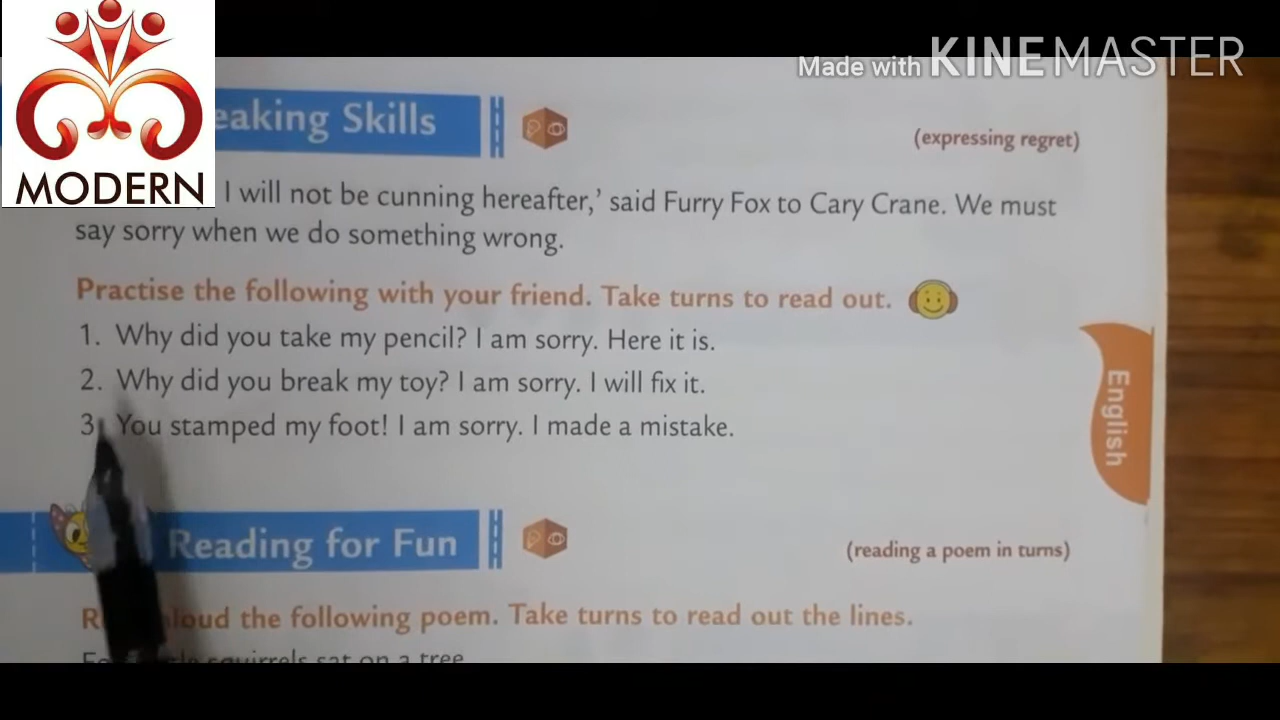 MODERN
Made with KINEMASTER
eaking Skills
(expressing regret)
I will not be cunning hereafter,’ said Furry Fox to Cary Crane. We must
say sorry when we do something wrong.
Practise the following with your friend. Take turns to read out.
1. Why did you take my pencil? I am sorry. Here it is.
2. Why did you break my toy? I am sorry. I will fix it.
3. You stamped my foot! I am sorry. I made a mistake.
English
Reading for Fun
(reading a poem in turns)
the following poem. Take turns to read out the lines.
squirrels sat on a tree